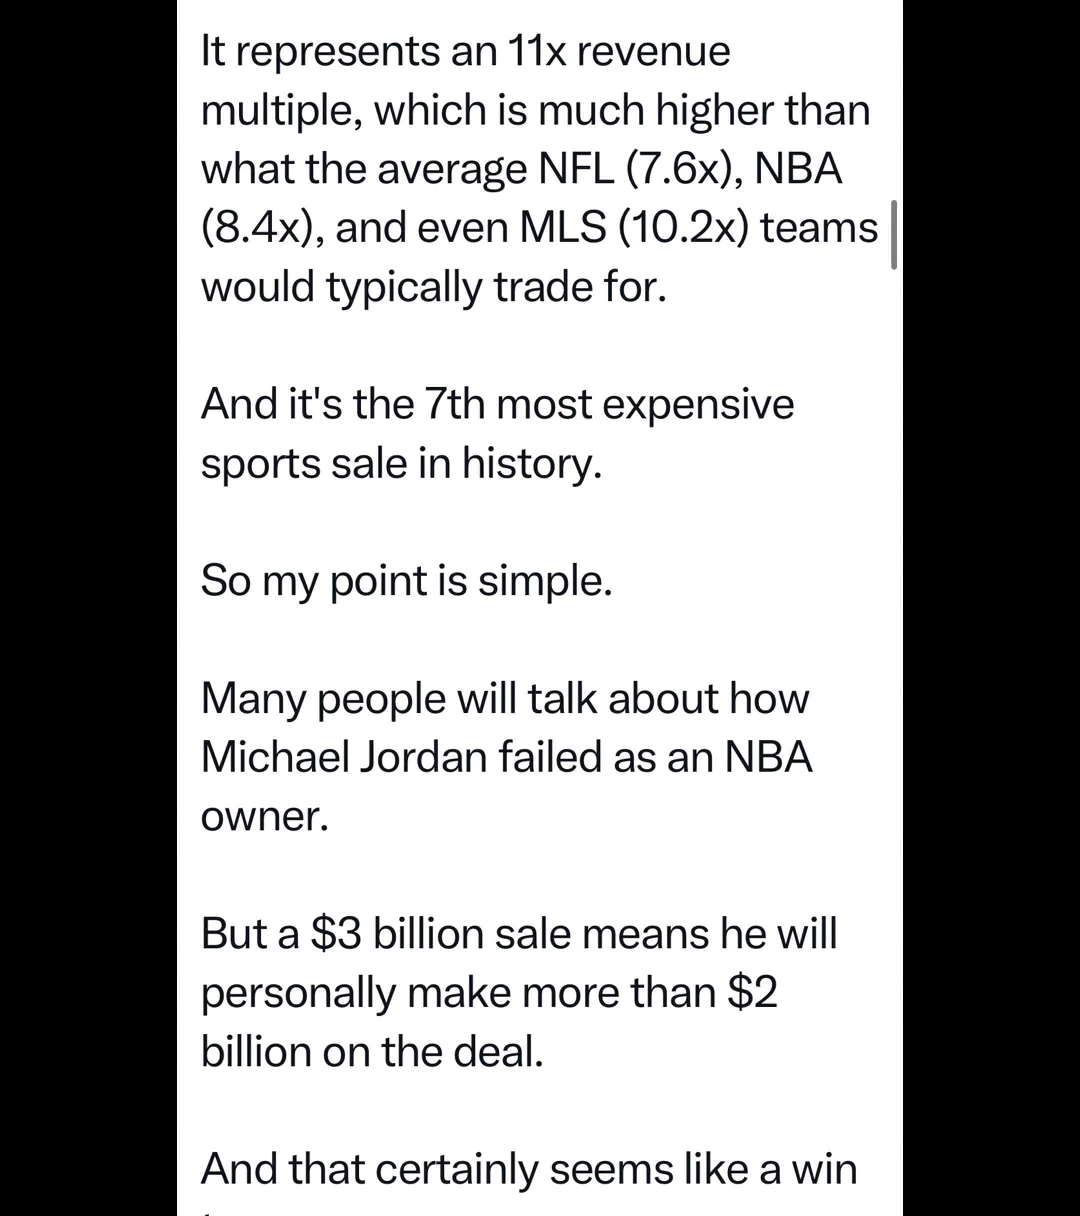 It represents an 11x revenue
multiple, which is much higher than
what the average NFL (7.6x), NBA
(8.4x), and even MLS (10.2x) teams
would typically trade for.
And it's the 7th most expensive
sports sale in history.
So my point is simple.
Many people will talk about how
Michael Jordan failed as an NBA
owner.
But a $3 billion sale means he will
personally make more than $2
billion on the deal.
And that certainly seems like a win